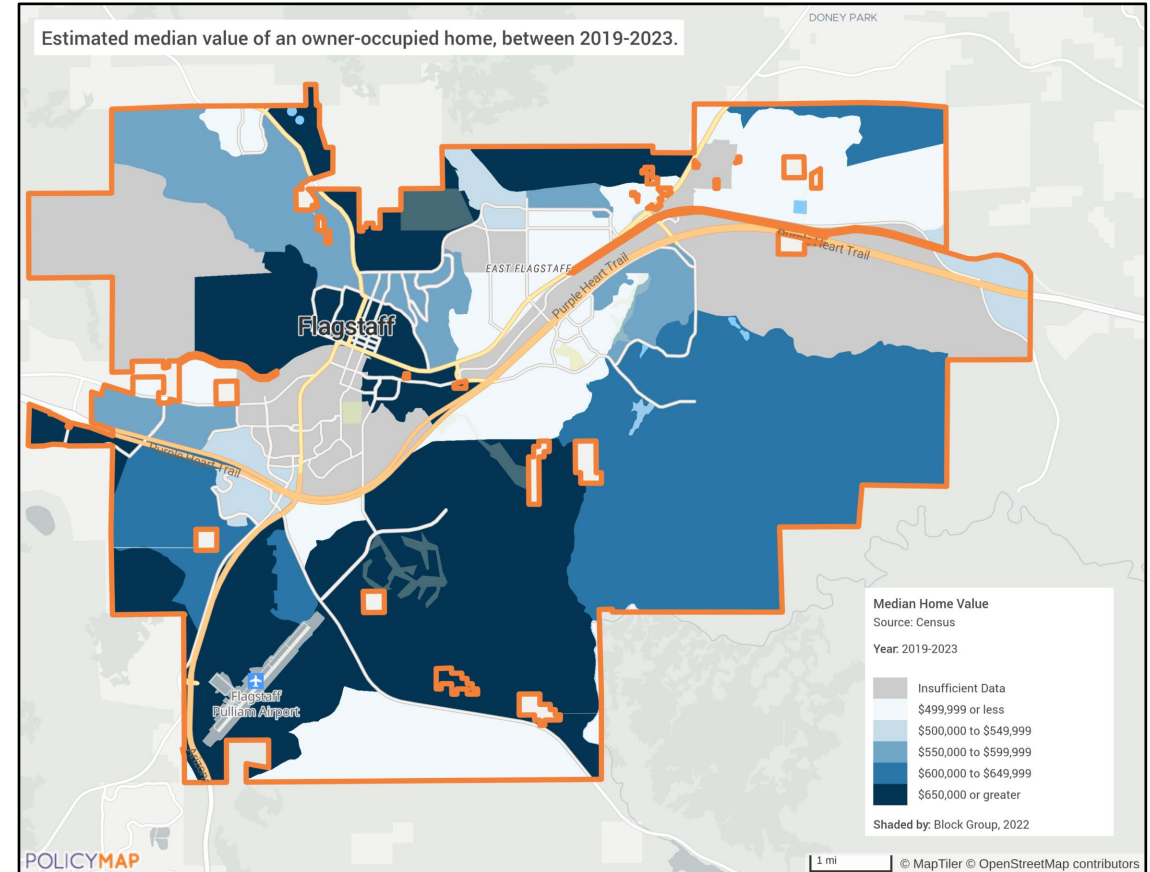 Estimated median value of an owner-occupied home, between 2019-2023.
DONEY PARK
EAST FLAGSTAFF
Purple Heart Trail
Purple Heart Trail
Flagstaff
Purple Heart Trail
Flagstaff
Pulliam Airport
Median Home Value
Source: Census
Year: 2019-2023
Insufficient Data
$499,999 or less
$500,000 to $549,999
$550,000 to $599,999
$600,000 to $649,999
$650,000 or greater
Shaded by: Block Group, 2022
POLICYMAP
1 mi
© MapTiler © OpenStreetMap contributors